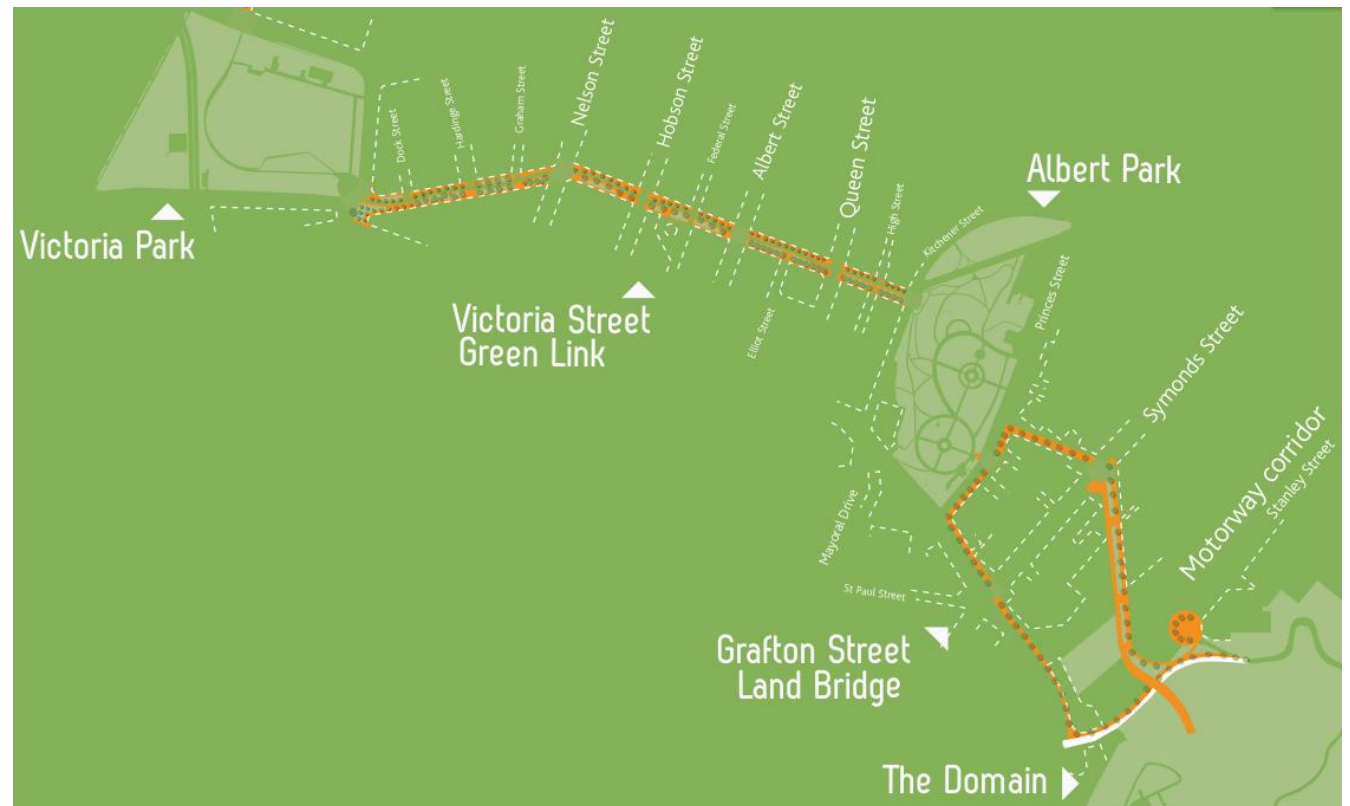 Dock Street
Hardinge Street
Graham Street
Nelson Street
Hobson Street
Federal Street
Albert Street
Queen Street
High Street
Kitchener Street
Albert Park
Victoria Park
Victoria Street
Green Link
Elliot Street
Princes Street
Symonds Street
Motorway corridor
Stanley Street
Mayoral Drive
St Paul Street
Grafton Street
Land Bridge
The Domain